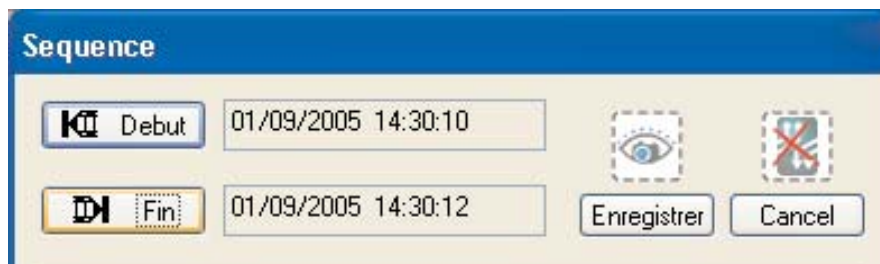 Sequence
Debut 01/09/2005 14:30:10
Fin 01/09/2005 14:30:12
Enregistrer Cancel